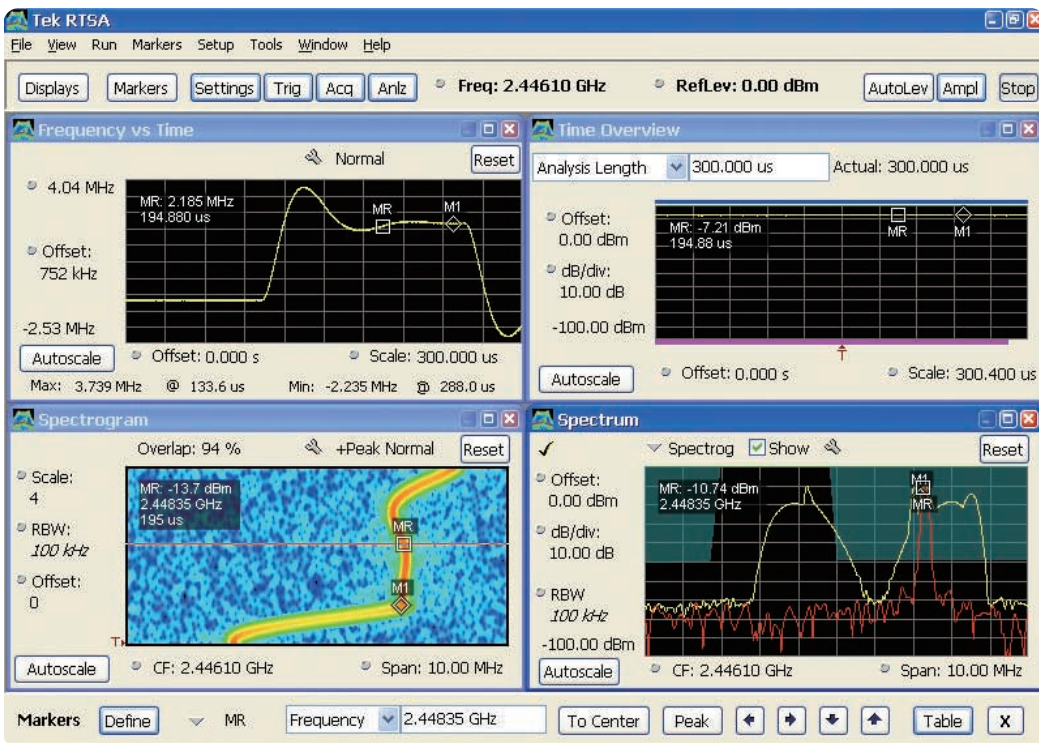 Tek RTSA
File View Run Markers Setup Tools Window Help
Displays Markers Settings Trig Acq Anlz Freq: 2.44610 GHz RefLev: 0.00 dBm AutoLev Ampl Stop
Frequency vs Time
Normal Reset
4.04 MHz
MR: 2.185 MHz
194.880 us
MR M1
Offset:
752 kHz
-2.53 MHz
Autoscale Offset: 0.000 s Scale: 300.000 us
Max: 3.739 MHz @ 133.6 us Min: -2.235 MHz @ 288.0 us
Time Overview
Analysis Length 300.000 us Actual: 300.000 us
Offset:
0.00 dBm
MR: -7.21 dBm
194.88 us
MR M1
dB/div:
10.00 dB
-100.00 dBm
T
Autoscale Offset: 0.000 s Scale: 300.400 us
Spectrogram
Overlap: 94 % +Peak Normal Reset
Scale:
4
MR: -13.7 dBm
2.44835 GHz
195 us
MR
RBW:
100 kHz
Offset:
0
M1
T
Autoscale CF: 2.44610 GHz Span: 10.00 MHz
Spectrum
Spectrog Show Reset
Offset:
0.00 dBm
MR: -10.74 dBm
2.44835 GHz
M1
MR
dB/div:
10.00 dB
RBW
100 kHz
-100.00 dBm
Autoscale CF: 2.44610 GHz Span: 10.00 MHz
Markers Define MR Frequency 2.44835 GHz To Center Peak Table X